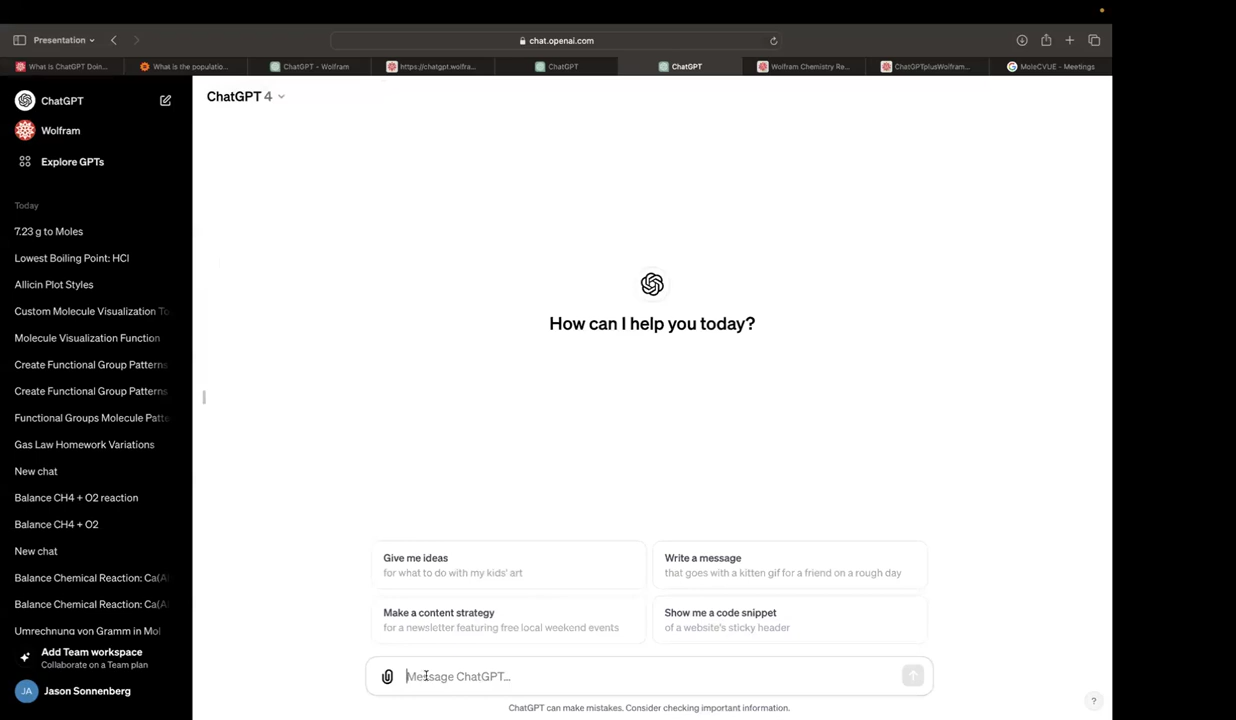 Presentation
chat.openai.com
What Is ChatGPT Doin...
What is the populatio...
ChatGPT - Wolfram
https://chatgpt.wolfra...
ChatGPT
ChatGPT
Wolfram Chemistry Re...
ChatGPTplusWolfram...
MoleCVUE - Meetings
ChatGPT
Wolfram
Explore GPTs
Today
7.23 g to Moles
Lowest Boiling Point: HCl
Allicin Plot Styles
Custom Molecule Visualization To
Molecule Visualization Function
Create Functional Group Patterns
Create Functional Group Patterns
Functional Groups Molecule Patte
Gas Law Homework Variations
New chat
Balance CH4 + O2 reaction
Balance CH4 + O2
New chat
Balance Chemical Reaction: Ca(Al
Balance Chemical Reaction: Ca(Al
Umrechnung von Gramm in Mol
Add Team workspace
Collaborate on a Team plan
JA
Jason Sonnenberg
ChatGPT 4
How can I help you today?
Give me ideas
for what to do with my kids' art
Write a message
that goes with a kitten gif for a friend on a rough day
Make a content strategy
for a newsletter featuring free local weekend events
Show me a code snippet
of a website's sticky header
Message ChatGPT...
ChatGPT can make mistakes. Consider checking important information.
?